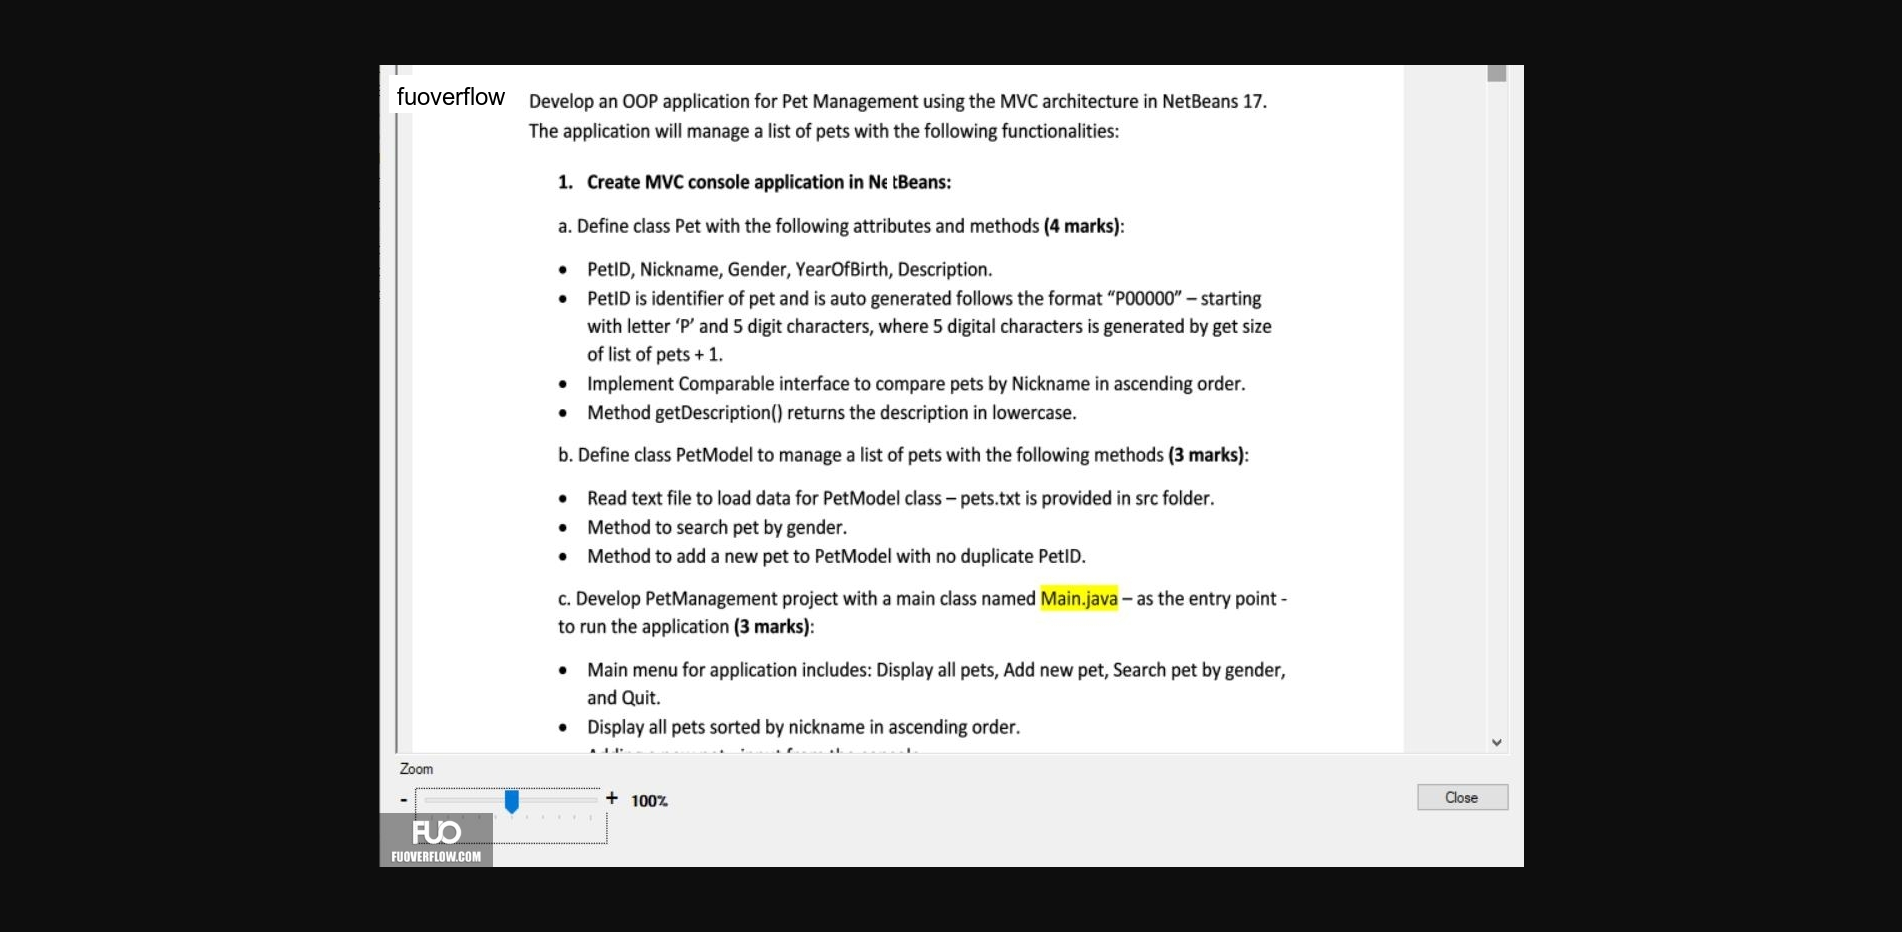 fuoverflow
Develop an OOP application for Pet Management using the MVC architecture in NetBeans 17.
The application will manage a list of pets with the following functionalities:
1. Create MVC console application in NetBeans:
a. Define class Pet with the following attributes and methods (4 marks):
• PetID, Nickname, Gender, YearOfBirth, Description.
• PetID is identifier of pet and is auto generated follows the format “P00000” – starting
with letter ‘P’ and 5 digit characters, where 5 digital characters is generated by get size
of list of pets + 1.
• Implement Comparable interface to compare pets by Nickname in ascending order.
• Method getDescription() returns the description in lowercase.
b. Define class PetModel to manage a list of pets with the following methods (3 marks):
• Read text file to load data for PetModel class – pets.txt is provided in src folder.
• Method to search pet by gender.
• Method to add a new pet to PetModel with no duplicate PetID.
c. Develop PetManagement project with a main class named Main.java – as the entry point -
to run the application (3 marks):
• Main menu for application includes: Display all pets, Add new pet, Search pet by gender,
and Quit.
• Display all pets sorted by nickname in ascending order.
Zoom
- + 100%
Close
FUO
FUOVERFLOW.COM